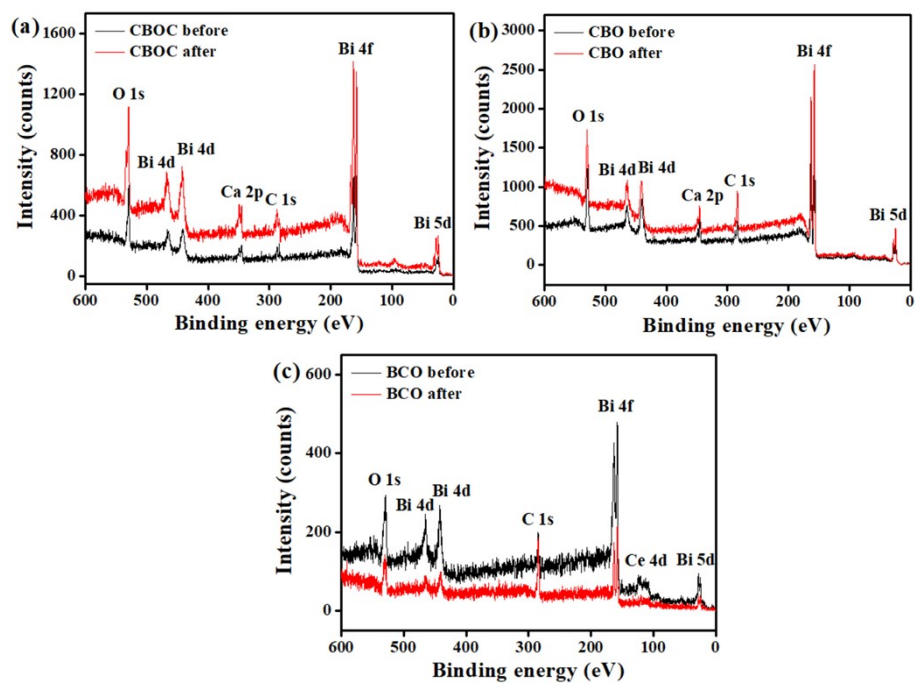 (a)
CBOC before
CBOC after
1600
1200
800
400
0
O 1s
Bi 4d
Bi 4d
Ca 2p
C 1s
Bi 4f
Bi 5d
600 500 400 300 200 100 0
Intensity (counts)
Binding energy (eV)
(b)
CBO before
CBO after
3000
2500
2000
1500
1000
500
0
O 1s
Bi 4d
Bi 4d
Ca 2p
C 1s
Bi 4f
Bi 5d
600 500 400 300 200 100 0
Intensity (counts)
Binding energy (eV)
(c)
BCO before
BCO after
600
400
200
0
O 1s
Bi 4d
Bi 4d
C 1s
Bi 4f
Ce 4d
Bi 5d
600 500 400 300 200 100 0
Intensity (counts)
Binding energy (eV)